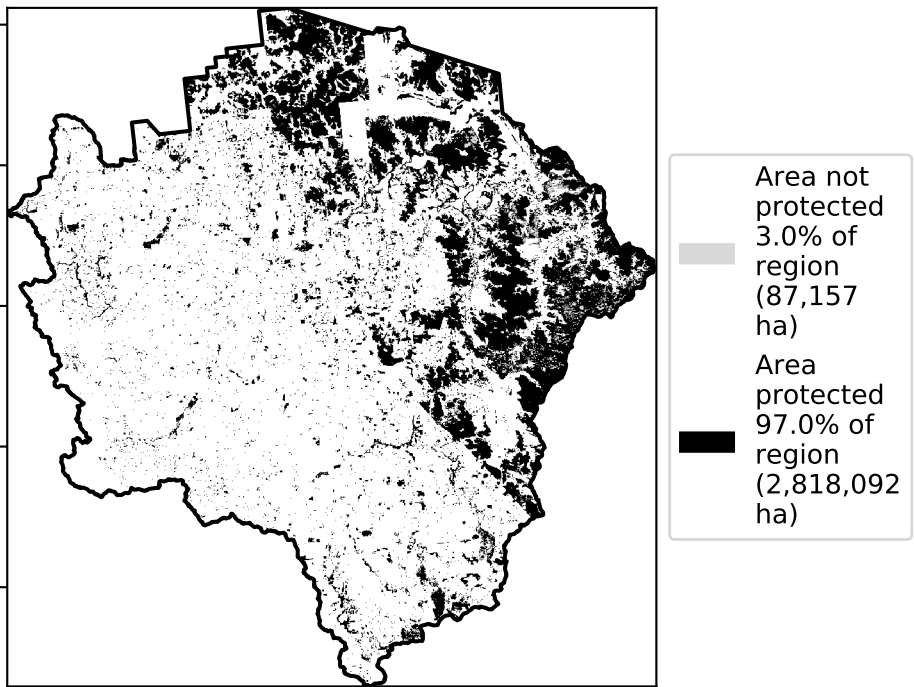 Area not
protected
3.0% of
region
(87,157
ha)
Area
protected
97.0% of
region
(2,818,092
ha)